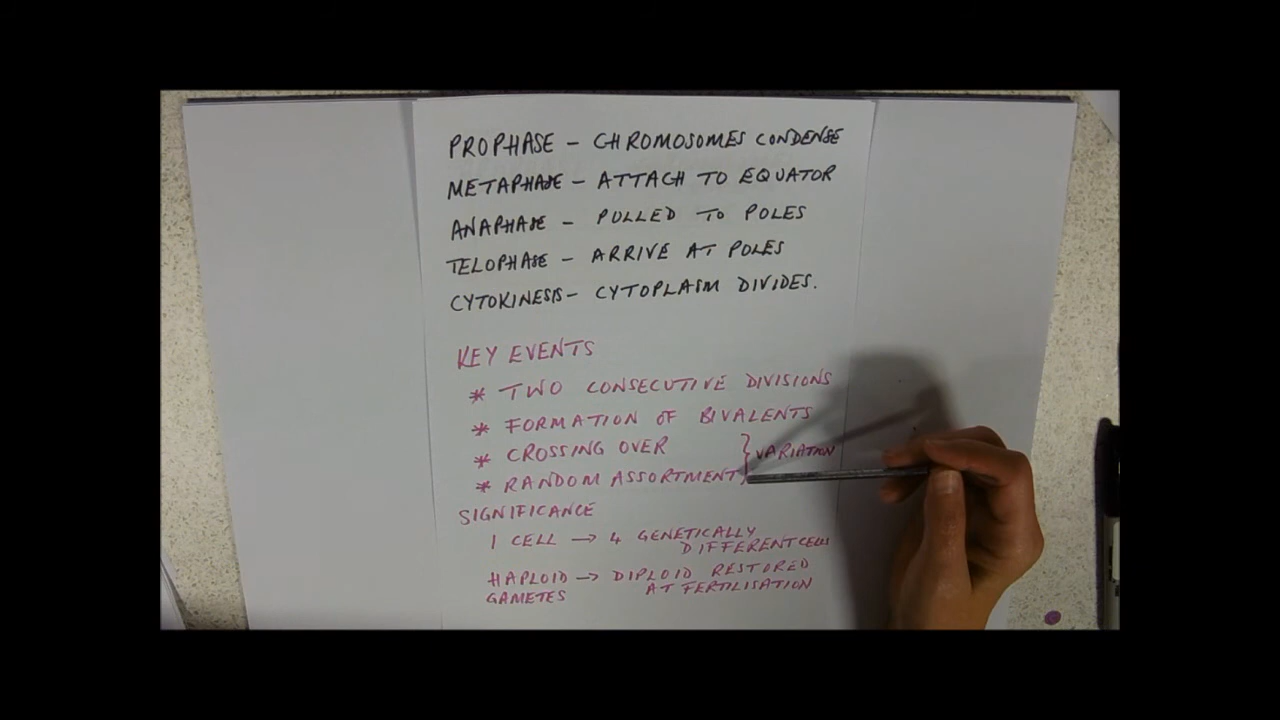 PROPHASE - CHROMOSOMES CONDENSE
METAPHASE - ATTACH TO EQUATOR
ANAPHASE - PULLED TO POLES
TELOPHASE - ARRIVE AT POLES
CYTOKINESIS - CYTOPLASM DIVIDES.
KEY EVENTS
* TWO CONSECUTIVE DIVISIONS
* FORMATION OF BIVALENTS
* CROSSING OVER
* RANDOM ASSORTMENT } VARIATION
SIGNIFICANCE
1 CELL → 4 GENETICALLY
DIFFERENT CELLS
HAPLOID → DIPLOID RESTORED
GAMETES AT FERTILISATION